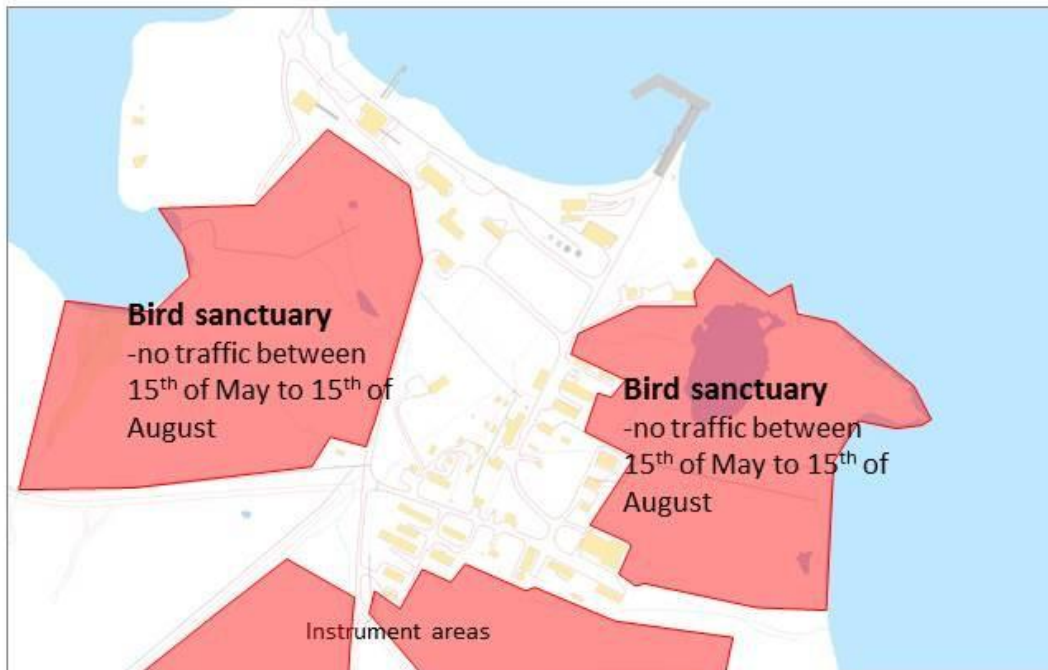 Bird sanctuary
-no traffic between
15th of May to 15th of
August
Bird sanctuary
-no traffic between
15th of May to 15th of
August
Instrument areas